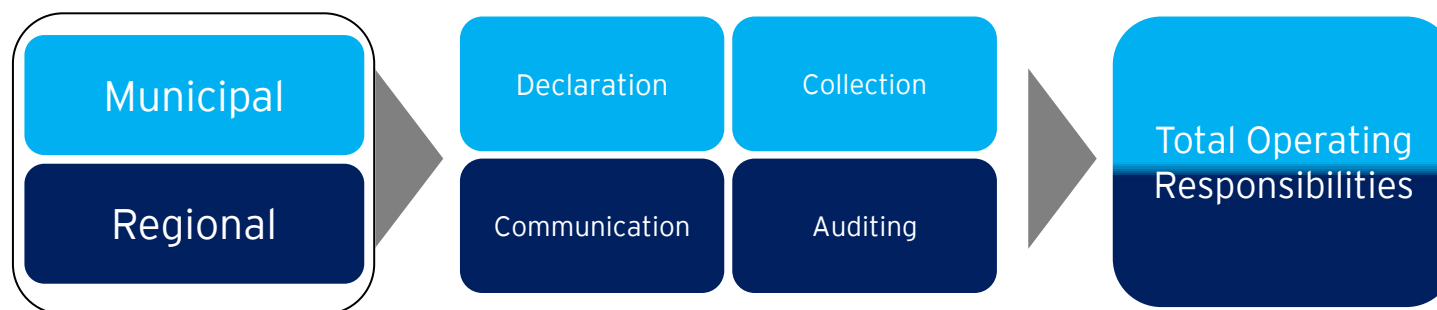 Municipal
Regional
Declaration
Collection
Communication
Auditing
Total Operating
Responsibilities